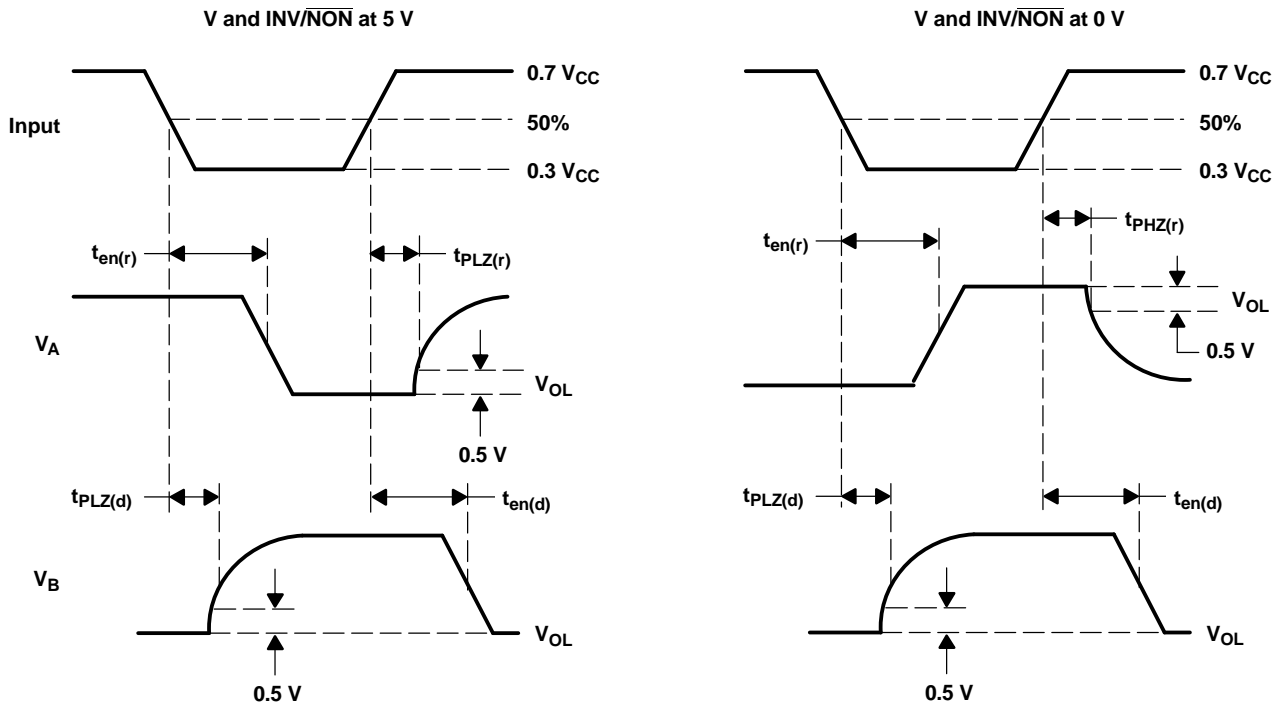 V and INV/NON at 5 V
Input
0.7 VCC
50%
0.3 VCC
ten(r)
tPLZ(r)
VA
VOL
0.5 V
tPLZ(d)
ten(d)
VB
VOL
0.5 V
V and INV/NON at 0 V
0.7 VCC
50%
0.3 VCC
ten(r)
tPHZ(r)
VOL
0.5 V
tPLZ(d)
ten(d)
VOL
0.5 V